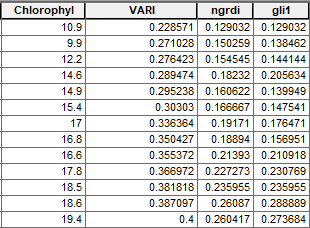 Chlorophyl VARI ngrdi gli1
10.9 0.228571 0.129032 0.129032
9.9 0.271028 0.150259 0.138462
12.2 0.276423 0.154545 0.144144
14.6 0.289474 0.18232 0.205634
14.9 0.295238 0.160622 0.139949
15.4 0.30303 0.166667 0.147541
17 0.336364 0.19171 0.176471
16.8 0.350427 0.18894 0.156951
16.6 0.355372 0.21393 0.210918
17.8 0.366972 0.227273 0.230769
18.5 0.381818 0.235955 0.235955
18.6 0.387097 0.26087 0.288889
19.4 0.4 0.260417 0.273684